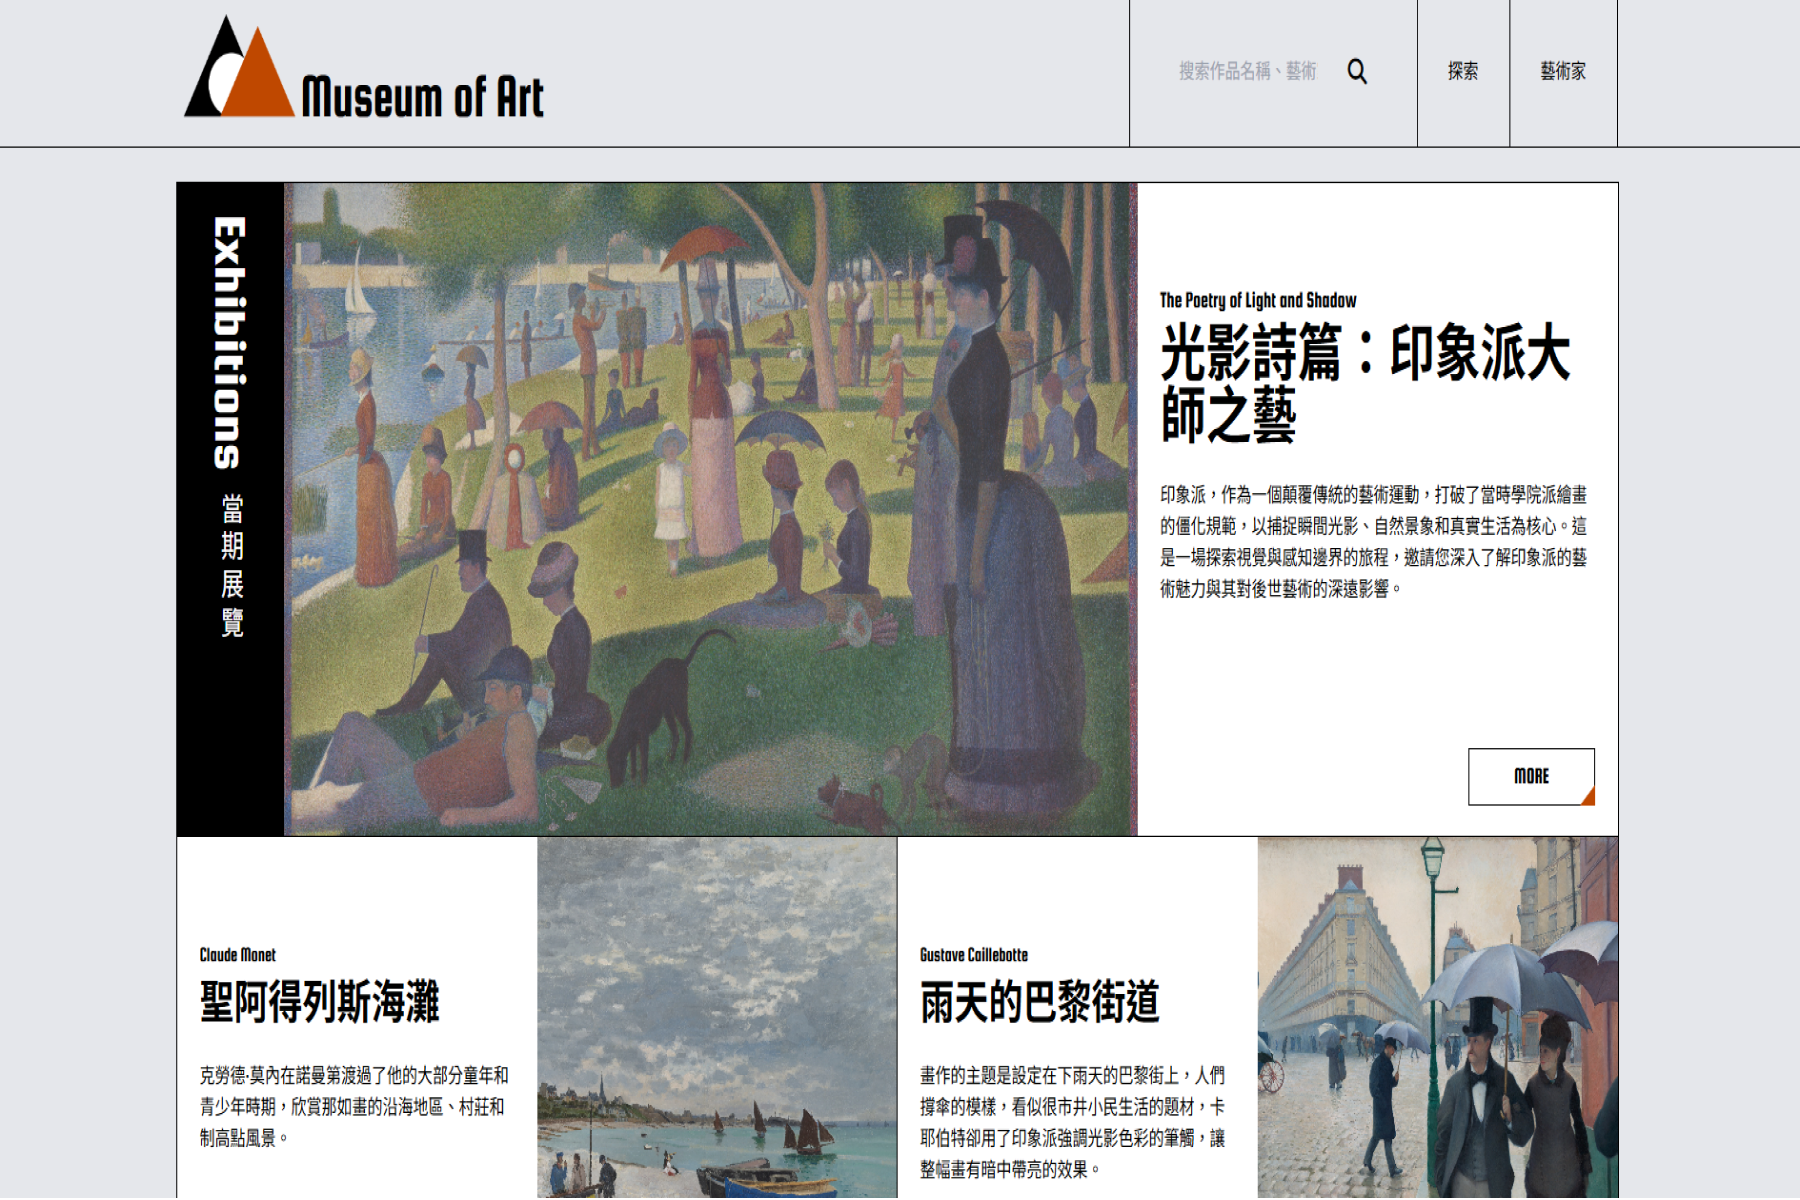 Museum of Art
搜索作品名稱、藝術
探索
藝術家
Exhibitions 當期展覽
The Poetry of Light and Shadow
光影詩篇：印象派大
師之藝
印象派，作為一個顛覆傳統的藝術運動，打破了當時學院派繪畫
的僵化規範，以捕捉瞬間光影、自然景象和真實生活為核心。這
是一場探索視覺與感知邊界的旅程，邀請您深入了解印象派的藝
術魅力與其對後世藝術的深遠影響。
MORE
Claude Monet
聖阿得列斯海灘
克勞德·莫內在諾曼第渡過了他的大部分童年和
青少年時期，欣賞那如畫的沿海地區、村莊和
制高點風景。
Gustave Caillebotte
雨天的巴黎街道
畫作的主題是設定在下雨天的巴黎街上，人們
撐傘的模樣，看似很市井小民生活的題材，卡
耶伯特卻用了印象派強調光影色彩的筆觸，讓
整幅畫有暗中帶亮的效果。